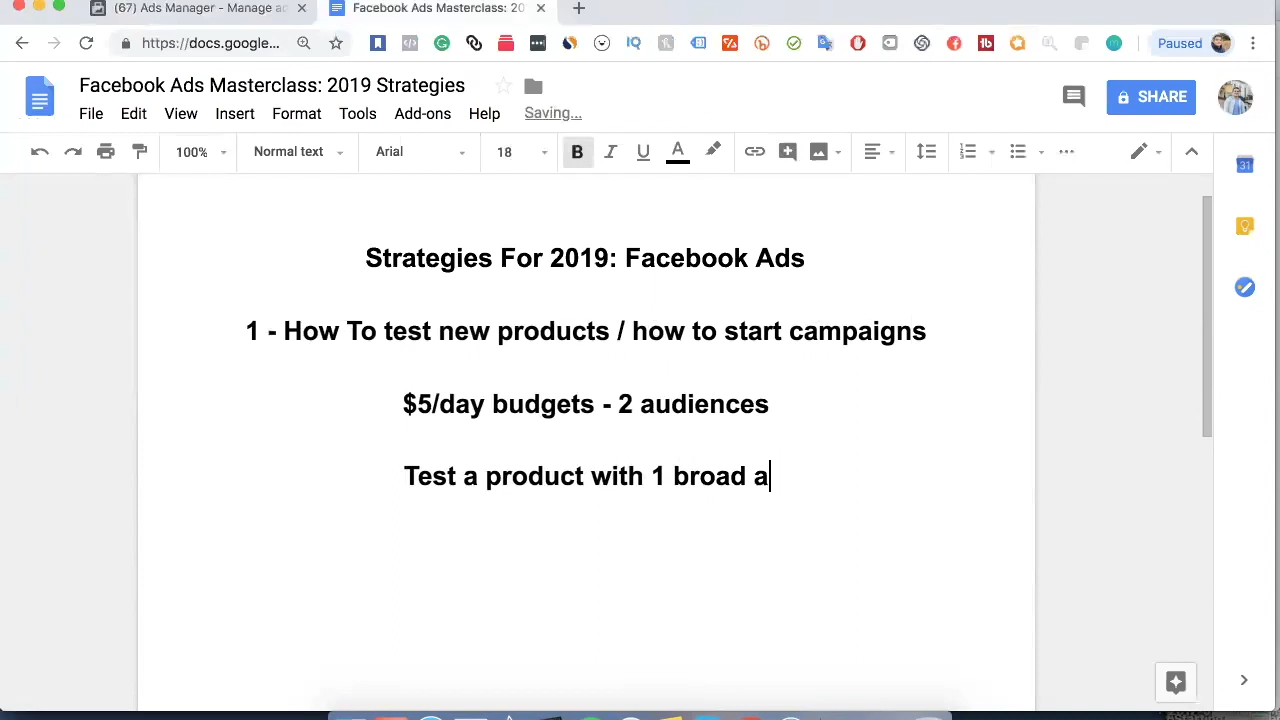 (67) Ads Manager - Manage ad
Facebook Ads Masterclass: 20
https://docs.google...
Paused
Facebook Ads Masterclass: 2019 Strategies
File Edit View Insert Format Tools Add-ons Help Saving...
SHARE
100% Normal text Arial 18 B I U A
31
Strategies For 2019: Facebook Ads
1 - How To test new products / how to start campaigns
$5/day budgets - 2 audiences
Test a product with 1 broad a